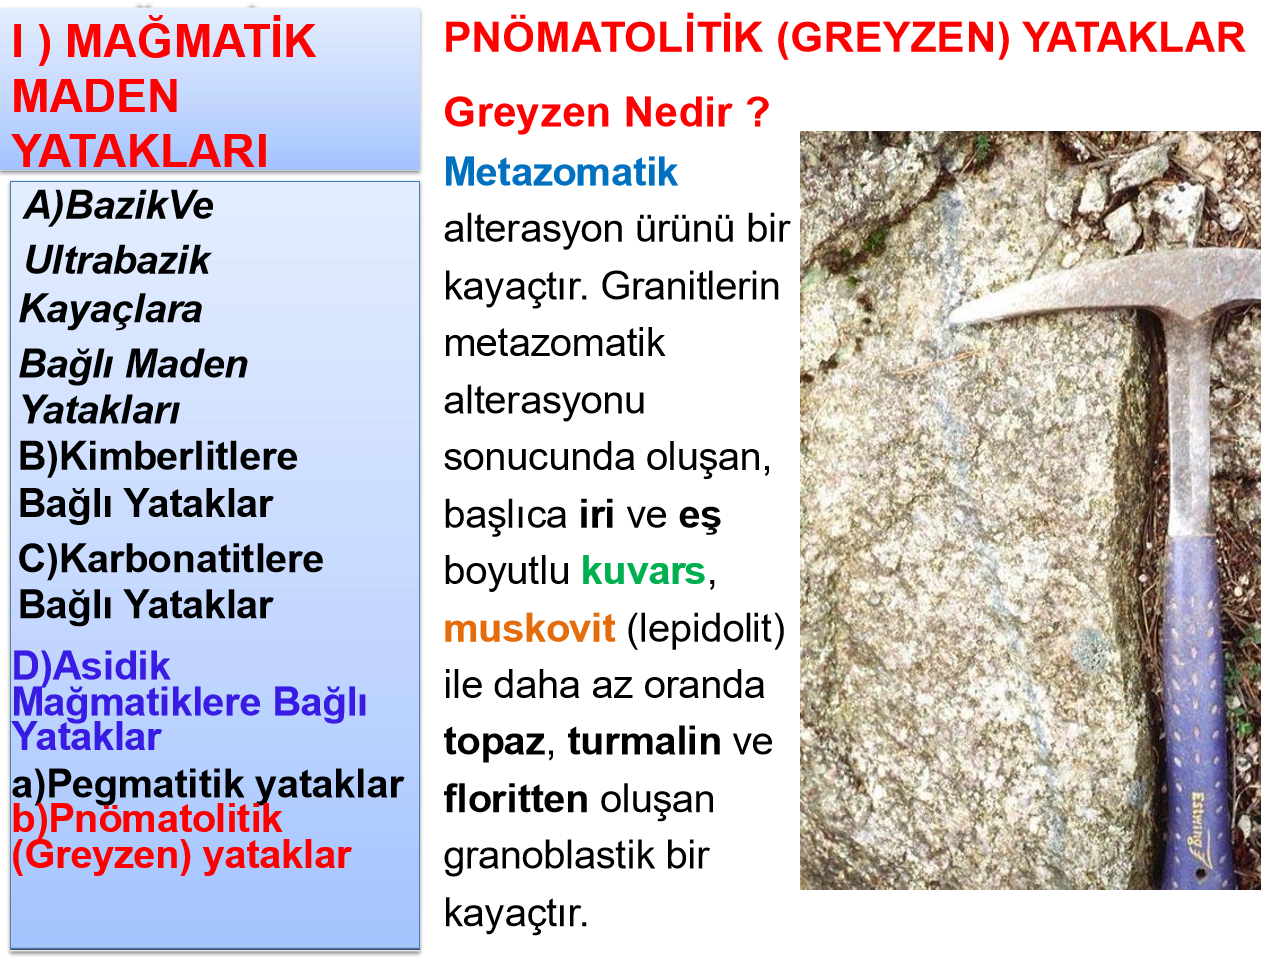 I ) MAĞMATİK
MADEN
YATAKLARI
A)BazikVe
Ultrabazik
Kayaçlara
Bağlı Maden
Yatakları
B)Kimberlitlere
Bağlı Yataklar
C)Karbonatitlere
Bağlı Yataklar
D)Asidik
Mağmatiklere Bağlı
Yataklar
a)Pegmatitik yataklar
b)Pnömatolitik
(Greyzen) yataklar
PNÖMATOLİTİK (GREYZEN) YATAKLAR
Greyzen Nedir ?
Metazomatik
alterasyon ürünü bir
kayaçtır. Granitlerin
metazomatik
alterasyonu
sonucunda oluşan,
başlıca iri ve eş
boyutlu kuvars,
muskovit (lepidolit)
ile daha az oranda
topaz, turmalin ve
floritten oluşan
granoblastik bir
kayaçtır.
Estwing